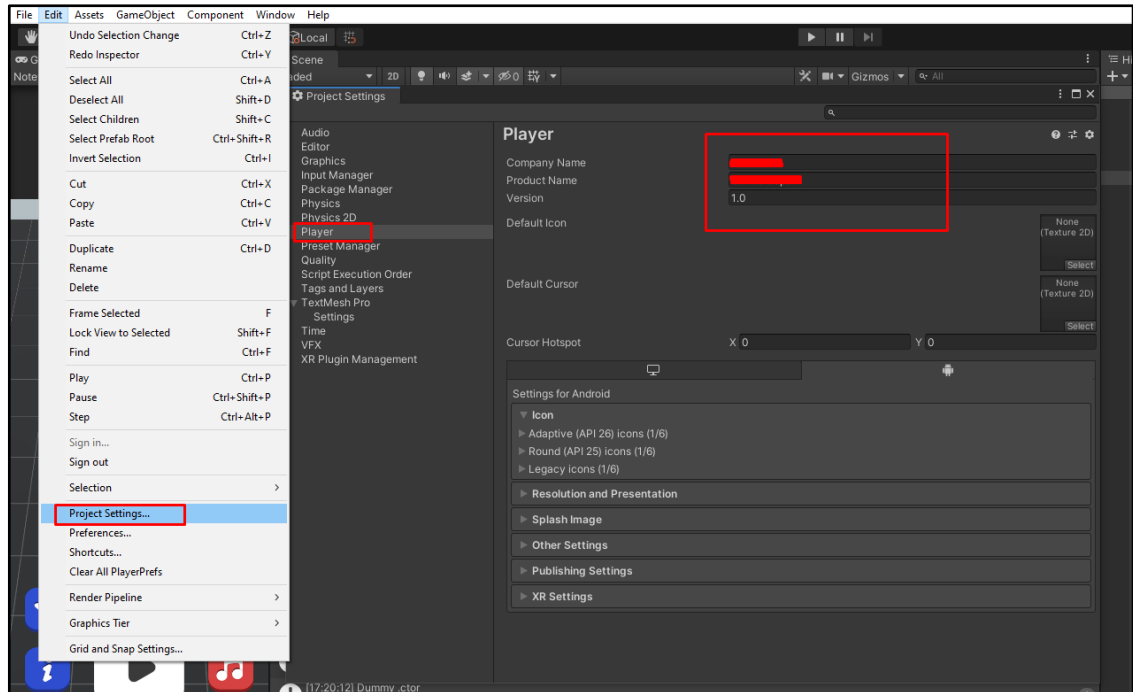 File Edit Assets GameObject Component Window Help
Undo Selection Change Ctrl+Z
Redo Inspector Ctrl+Y
Select All Ctrl+A
Deselect All Shift+D
Select Children Shift+C
Select Prefab Root Ctrl+Shift+R
Invert Selection Ctrl+I
Cut Ctrl+X
Copy Ctrl+C
Paste Ctrl+V
Duplicate Ctrl+D
Rename
Delete
Frame Selected F
Lock View to Selected Shift+F
Find Ctrl+F
Play Ctrl+P
Pause Ctrl+Shift+P
Step Ctrl+Alt+P
Sign in...
Sign out
Selection
Project Settings...
Preferences...
Shortcuts...
Clear All PlayerPrefs
Render Pipeline
Graphics Tier
Grid and Snap Settings...
Local
Scene
2D 0 Gizmos All
Project Settings
Audio
Editor
Graphics
Input Manager
Package Manager
Physics
Physics 2D
Player
Preset Manager
Quality
Script Execution Order
Tags and Layers
TextMesh Pro
Settings
Time
VFX
XR Plugin Management
Player
Company Name
Product Name
Version 1.0
Default Icon
None
(Texture 2D)
Select
Default Cursor
None
(Texture 2D)
Select
Cursor Hotspot X 0 Y 0
Settings for Android
Icon
Adaptive (API 26) icons (1/6)
Round (API 25) icons (1/6)
Legacy icons (1/6)
Resolution and Presentation
Splash Image
Other Settings
Publishing Settings
XR Settings
[17:20:12] Dummy .ctor